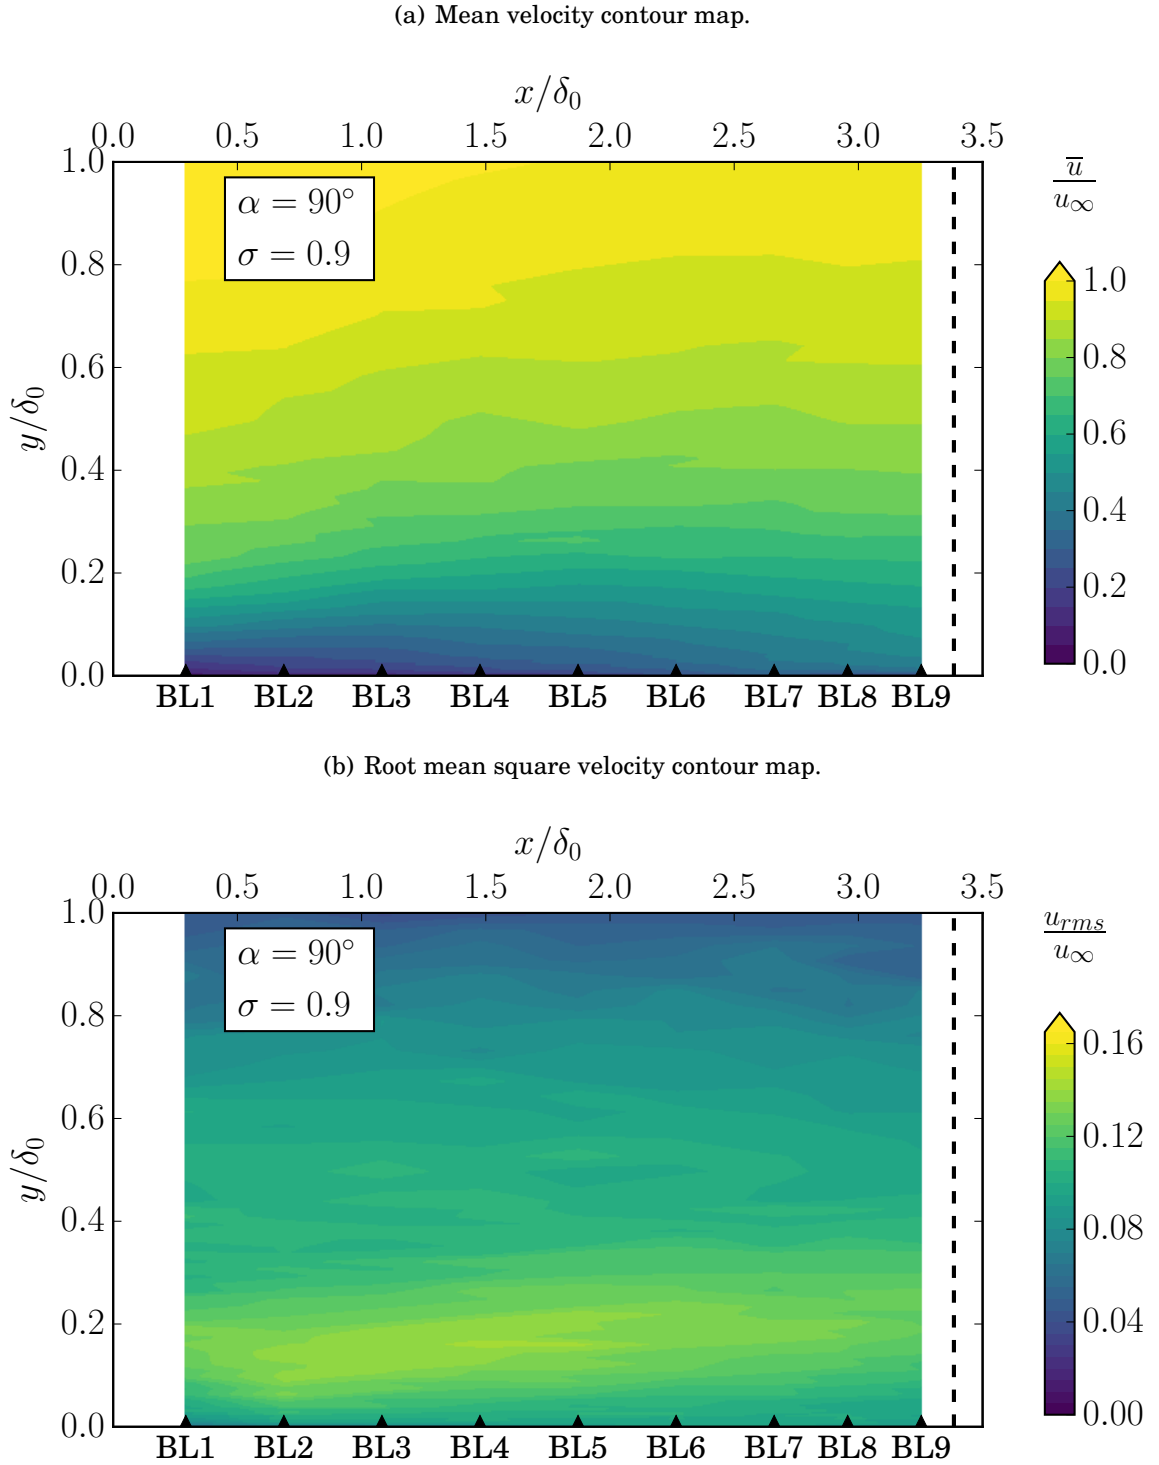 (a) Mean velocity contour map.
x/δ₀
0.0 0.5 1.0 1.5 2.0 2.5 3.0 3.5
1.0
0.8
0.6
0.4
0.2
0.0
y/δ₀
α = 90°
σ = 0.9
BL1 BL2 BL3 BL4 BL5 BL6 BL7 BL8 BL9
u̅/u∞
1.0
0.8
0.6
0.4
0.2
0.0
(b) Root mean square velocity contour map.
x/δ₀
0.0 0.5 1.0 1.5 2.0 2.5 3.0 3.5
1.0
0.8
0.6
0.4
0.2
0.0
y/δ₀
α = 90°
σ = 0.9
BL1 BL2 BL3 BL4 BL5 BL6 BL7 BL8 BL9
uᵣₘₛ/u∞
0.16
0.12
0.08
0.04
0.00